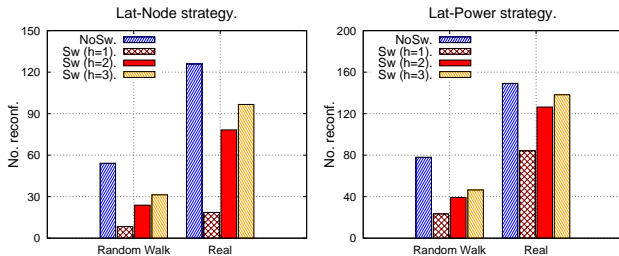 Lat-Node strategy.
150
120
90
60
30
0
No. reconf.
NoSw.
Sw (h=1).
Sw (h=2).
Sw (h=3).
Random Walk
Real
Lat-Power strategy.
200
160
120
80
40
0
No. reconf.
NoSw.
Sw (h=1).
Sw (h=2).
Sw (h=3).
Random Walk
Real